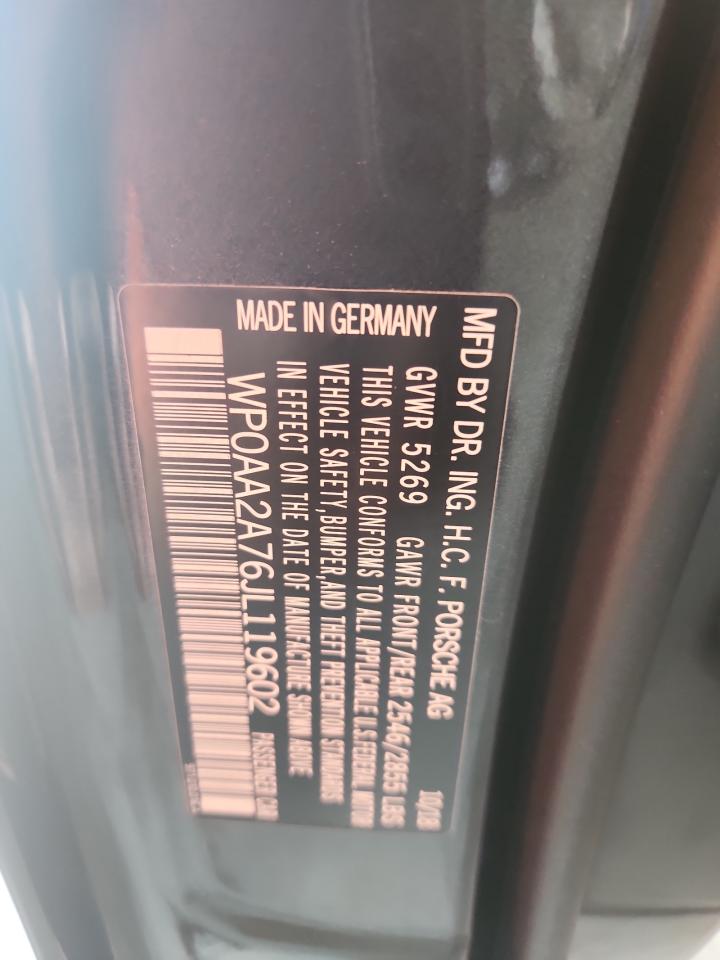 MFD BY DR. ING. H.C. F. PORSCHE AG 10/18
GVWR 5269 GAWR FRONT/REAR 2546/2855 LBS
THIS VEHICLE CONFORMS TO ALL APPLICABLE U.S.FEDERAL MOTOR
VEHICLE SAFETY,BUMPER,AND THEFT PREVENTION STANDARDS
IN EFFECT ON THE DATE OF MANUFACTURE SHOWN ABOVE
MADE IN GERMANY
WP0AA2A76JL119602 PASSENGER CAR